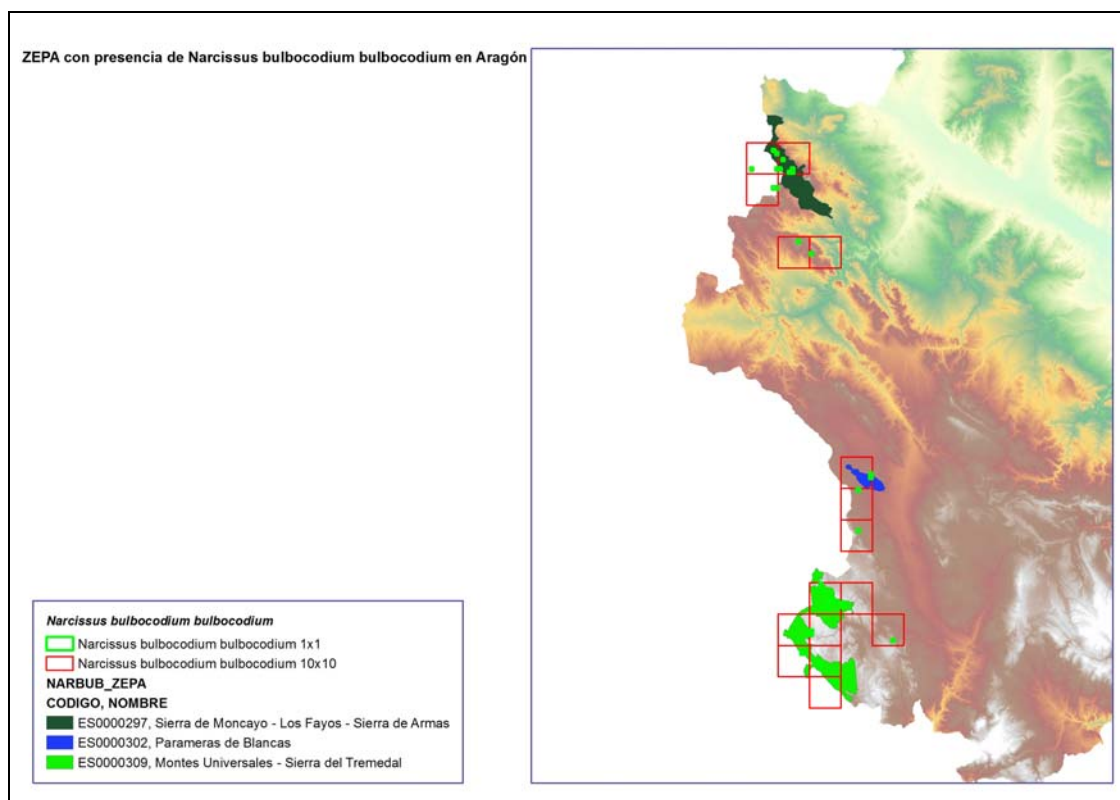 ZEPA con presencia de Narcissus bulbocodium bulbocodium en Aragón
Narcissus bulbocodium bulbocodium
Narcissus bulbocodium bulbocodium 1x1
Narcissus bulbocodium bulbocodium 10x10
NARBUB_ZEPA
CODIGO, NOMBRE
ES0000297, Sierra de Moncayo - Los Fayos - Sierra de Armas
ES0000302, Parameras de Blancas
ES0000309, Montes Universales - Sierra del Tremedal